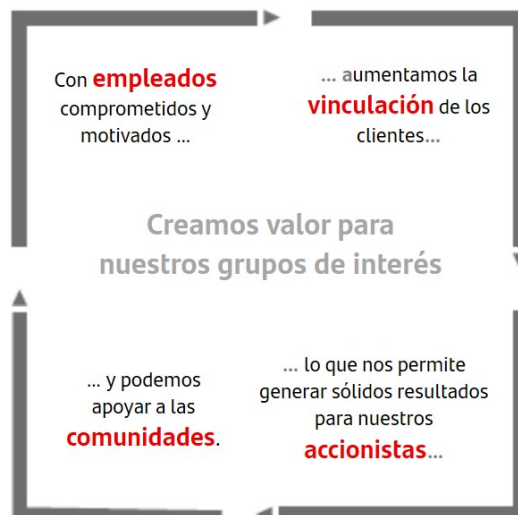 Con empleados
comprometidos y
motivados ...
... aumentamos la
vinculación de los
clientes...
Creamos valor para
nuestros grupos de interés
... lo que nos permite
generar sólidos resultados
para nuestros
accionistas...
... y podemos
apoyar a las
comunidades.